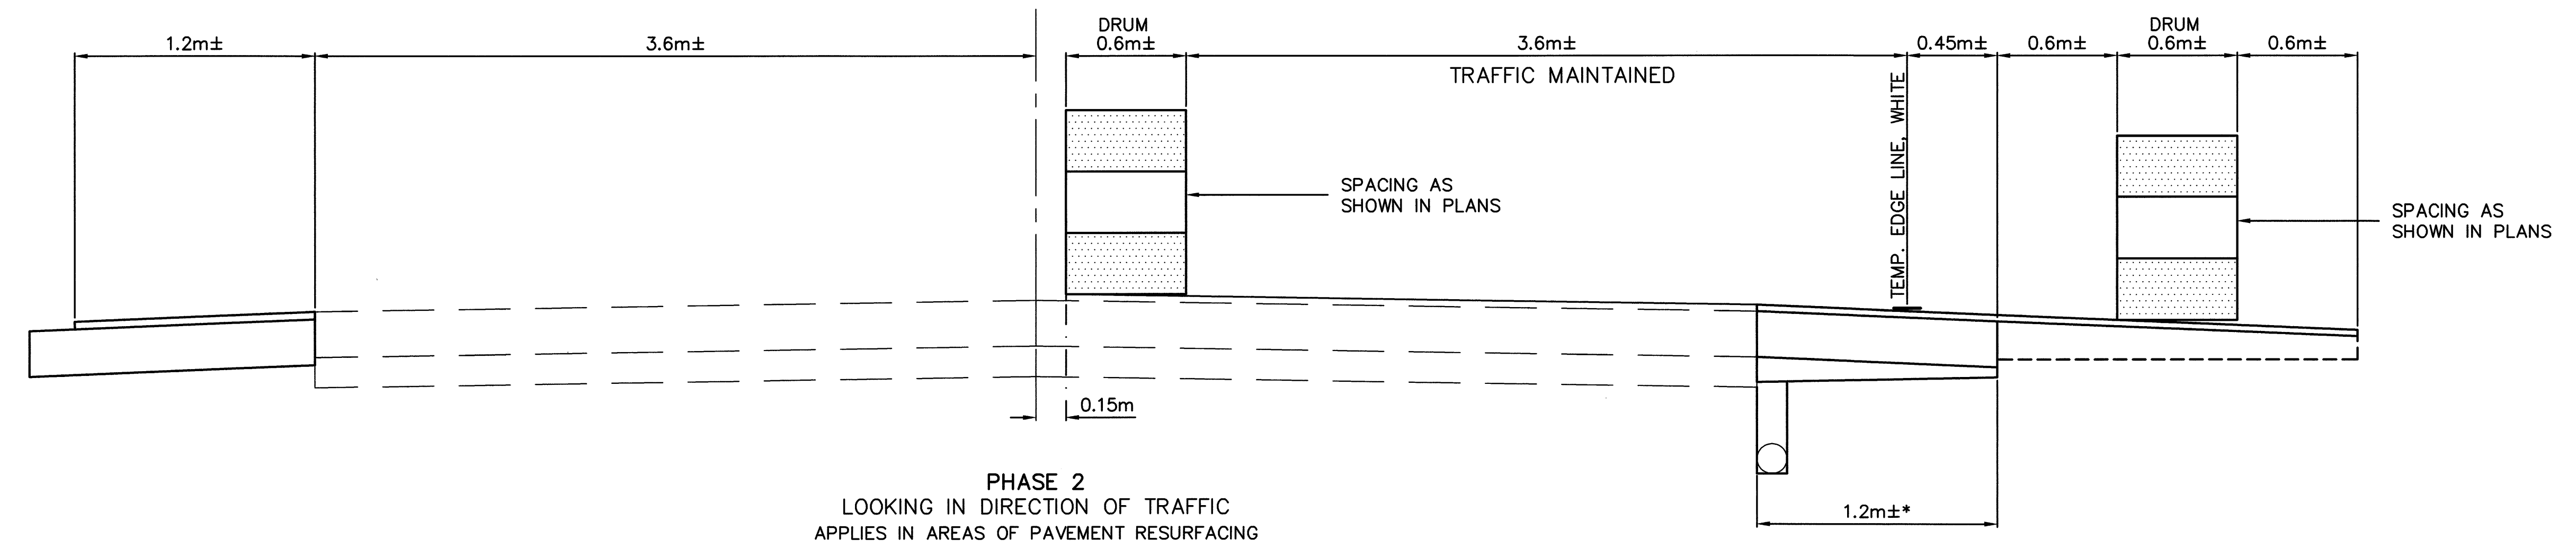 DRUM
DRUM
1.2m±
3.6m±
0.6m±
3.6m±
0.45m±
0.6m±
0.6m±
0.6m±
TRAFFIC MAINTAINED
TEMP. EDGE LINE, WHITE
SPACING AS
SHOWN IN PLANS
SPACING AS
SHOWN IN PLANS
0.15m
PHASE 2
LOOKING IN DIRECTION OF TRAFFIC
APPLIES IN AREAS OF PAVEMENT RESURFACING
1.2m±*